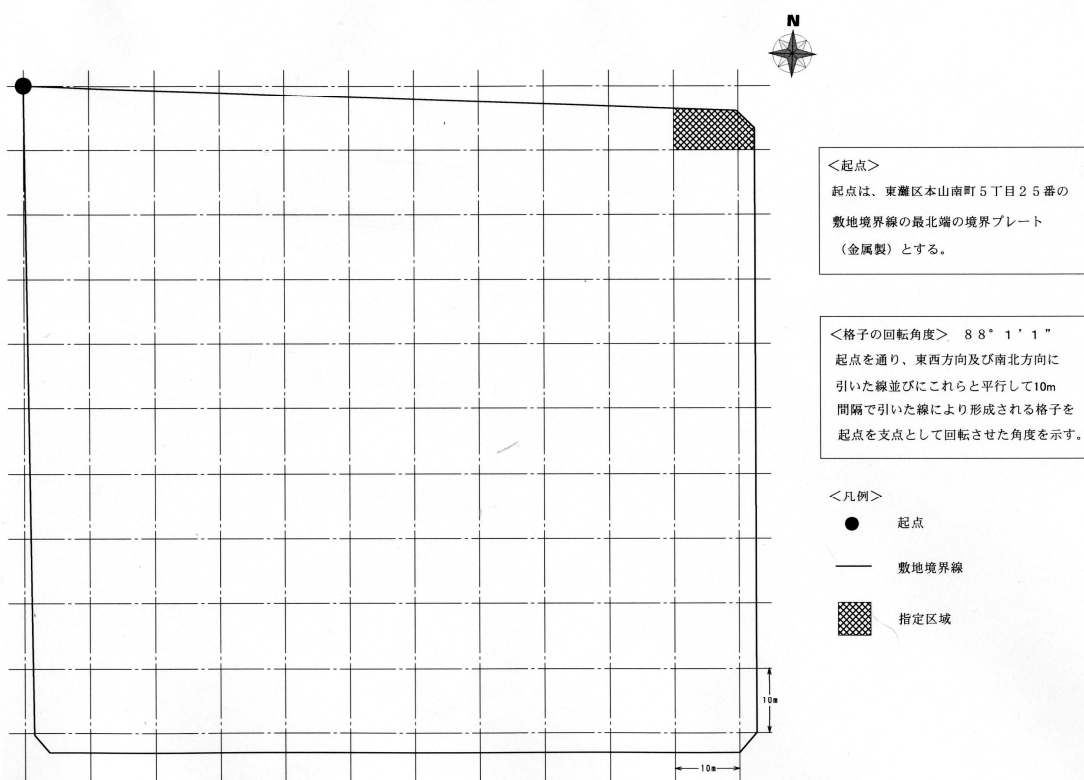 N
<起点>
起点は、東灘区本山南町5丁目25番の
敷地境界線の最北端の境界プレート
（金属製）とする。
<格子の回転角度> 88°1'1"
起点を通り、東西方向及び南北方向に
引いた線並びにこれらと平行して10m
間隔で引いた線により形成される格子を
起点を支点として回転させた角度を示す。
<凡例>
起点
敷地境界線
指定区域
10m
10m